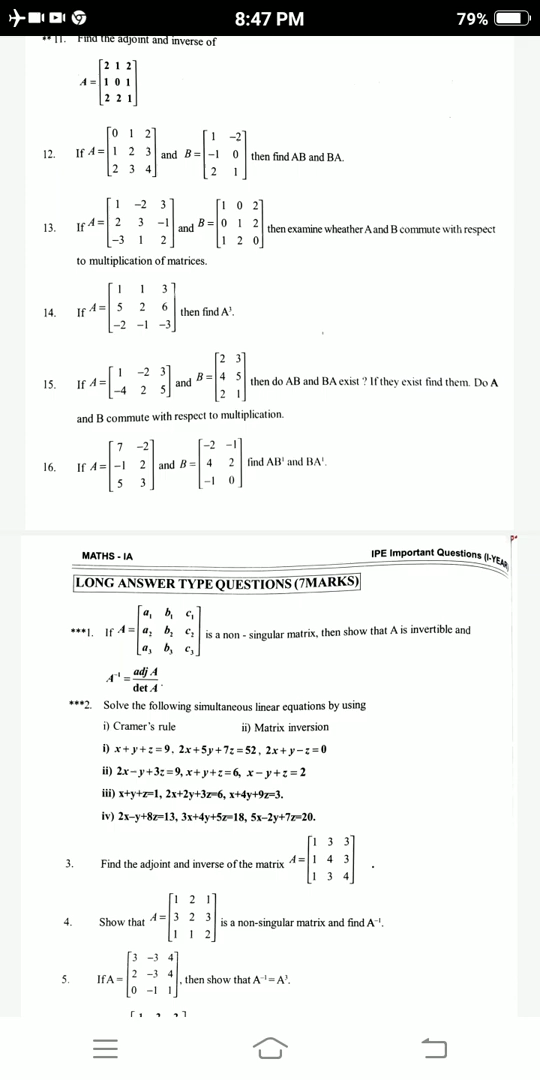 8:47 PM 79%
** 11. Find the adjoint and inverse of
A = [2 1 2
1 0 1
2 2 1]
12. If A = [0 1 2
1 2 3
2 3 4] and B = [1 -2
-1 0
2 1] then find AB and BA.
13. If A = [1 -2 3
2 3 -1
-3 1 2] and B = [1 0 2
0 1 2
1 2 0] then examine wheather A and B commute with respect
to multiplication of matrices.
14. If A = [1 1 3
5 2 6
-2 -1 -3] then find A³.
15. If A = [1 -2 3
-4 2 5] and B = [2 3
4 5
2 1] then do AB and BA exist ? If they exist find them. Do A
and B commute with respect to multiplication.
16. If A = [7 -2
-1 2
5 3] and B = [-2 -1
4 2
-1 0] find AB¹ and BA¹.
MATHS - IA IPE Important Questions (I-YEAR
LONG ANSWER TYPE QUESTIONS (7MARKS)
***1. If A = [a₁ b₁ c₁
a₂ b₂ c₂
a₃ b₃ c₃] is a non - singular matrix, then show that A is invertible and
A⁻¹ = adj A
det A .
***2. Solve the following simultaneous linear equations by using
i) Cramer's rule ii) Matrix inversion
i) x+y+z=9, 2x+5y+7z=52, 2x+y-z=0
ii) 2x-y+3z=9, x+y+z=6, x-y+z=2
iii) x+y+z=1, 2x+2y+3z=6, x+4y+9z=3.
iv) 2x-y+8z=13, 3x+4y+5z=18, 5x-2y+7z=20.
3. Find the adjoint and inverse of the matrix A = [1 3 3
1 4 3
1 3 4] .
4. Show that A = [1 2 1
3 2 3
1 1 2] is a non-singular matrix and find A⁻¹.
5. If A = [3 -3 4
2 -3 4
0 -1 1], then show that A⁻¹ = A³.